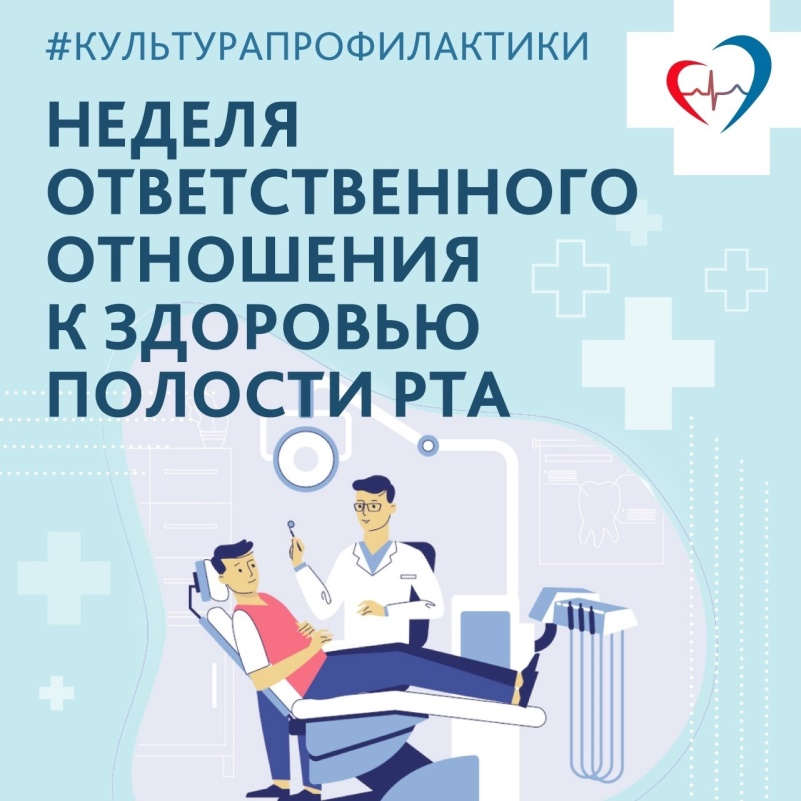 #КУЛЬТУРАПРОФИЛАКТИКИ
НЕДЕЛЯ
ОТВЕТСТВЕННОГО
ОТНОШЕНИЯ
К ЗДОРОВЬЮ
ПОЛОСТИ РТА